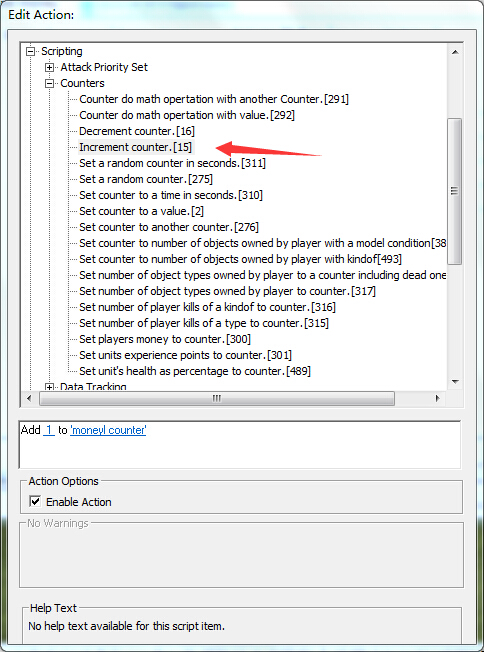 Edit Action:
Scripting
Attack Priority Set
Counters
Counter do math opertation with another Counter.[291]
Counter do math opertation with value.[292]
Decrement counter.[16]
Increment counter.[15]
Set a random counter in seconds.[311]
Set a random counter.[275]
Set counter to a time in seconds.[310]
Set counter to a value.[2]
Set counter to another counter.[276]
Set counter to number of objects owned by player with a model condition[38
Set counter to number of objects owned by player with kindof[493]
Set number of object types owned by player to a counter including dead one
Set number of object types owned by player to counter.[317]
Set number of player kills of a kindof to counter.[316]
Set number of player kills of a type to counter.[315]
Set players money to counter.[300]
Set units experience points to counter.[301]
Set unit's health as percentage to counter.[489]
Data Tracking
Add 1 to 'moneyl counter'
Action Options
Enable Action
No Warnings
Help Text
No help text available for this script item.